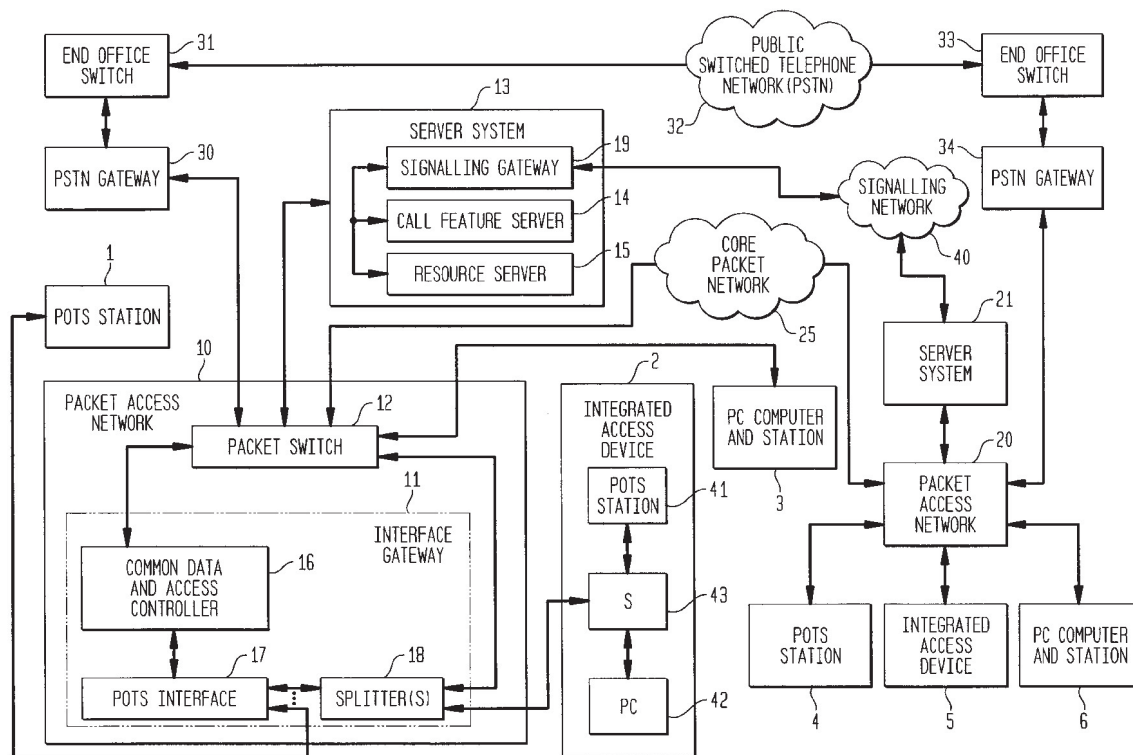 31
END OFFICE
SWITCH
PUBLIC
SWITCHED TELEPHONE
NETWORK(PSTN)
32
33
END OFFICE
SWITCH
13
SERVER SYSTEM
19
SIGNALLING GATEWAY
14
CALL FEATURE SERVER
15
RESOURCE SERVER
30
PSTN GATEWAY
34
PSTN GATEWAY
SIGNALLING
NETWORK
40
1
POTS STATION
CORE
PACKET
NETWORK
25
21
SERVER
SYSTEM
10
PACKET ACCESS
NETWORK
12
PACKET SWITCH
11
INTERFACE
GATEWAY
COMMON DATA
AND ACCESS
CONTROLLER
16
17
POTS INTERFACE
18
SPLITTER(S)
2
INTEGRATED
ACCESS
DEVICE
POTS
STATION
41
S
43
PC
42
PC COMPUTER
AND STATION
3
20
PACKET
ACCESS
NETWORK
POTS
STATION
4
INTEGRATED
ACCESS
DEVICE
5
PC COMPUTER
AND STATION
6